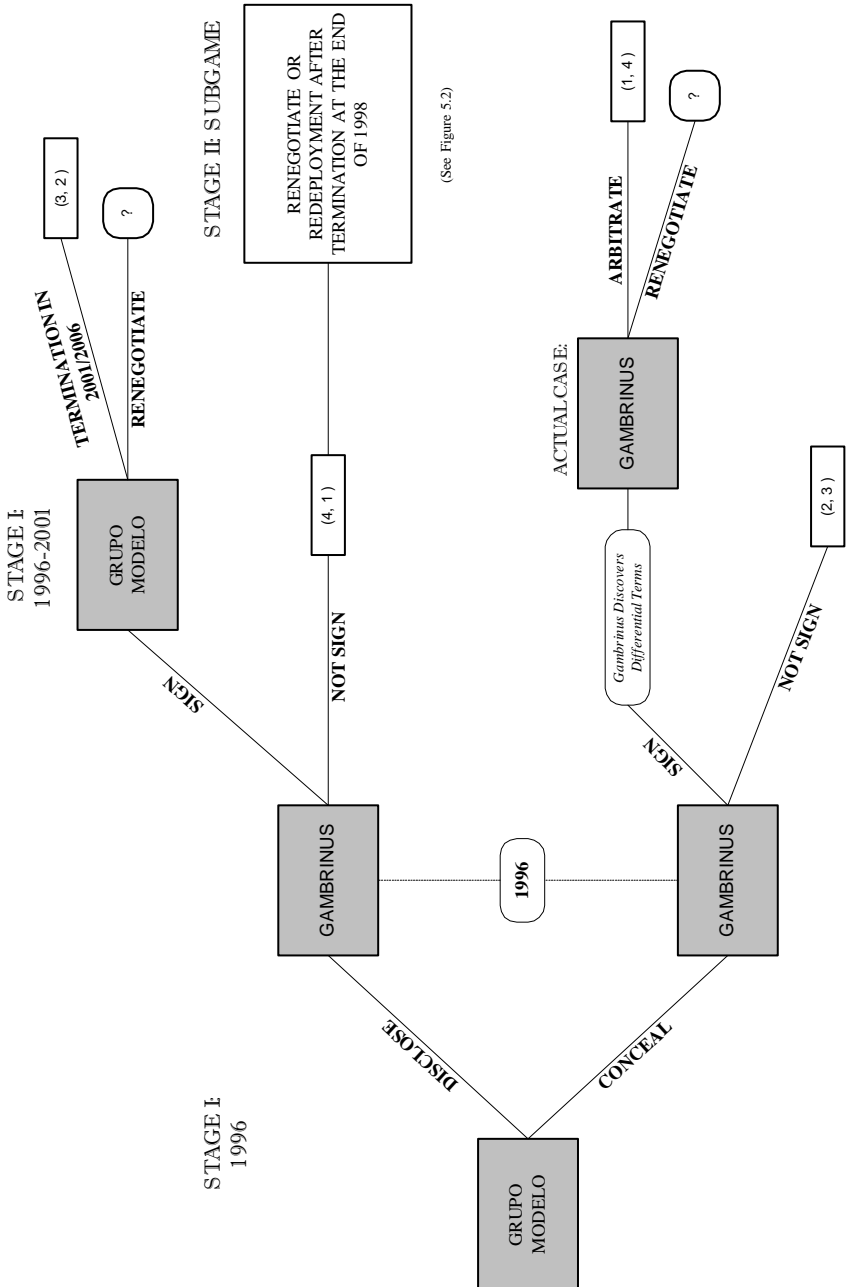 STAGE I:
1996
GRUPO
MODELO
DISCLOSE
CONCEAL
GAMBRINUS
1996
GAMBRINUS
STAGE I:
1996-2001
SIGN
NOT SIGN
GRUPO
MODELO
TERMINATION IN
2001/2006
RENEGOTIATE
(3, 2 )
?
(4, 1 )
STAGE II: SUBGAME
RENEGOTIATE OR
REDEPLOYMENT AFTER
TERMINATION AT THE END
OF 1998
(See Figure 5.2)
SIGN
NOT SIGN
Gambrinus Discovers
Differential Terms
ACTUAL CASE:
GAMBRINUS
ARBITRATE
RENEGOTIATE
(1, 4 )
?
(2, 3 )